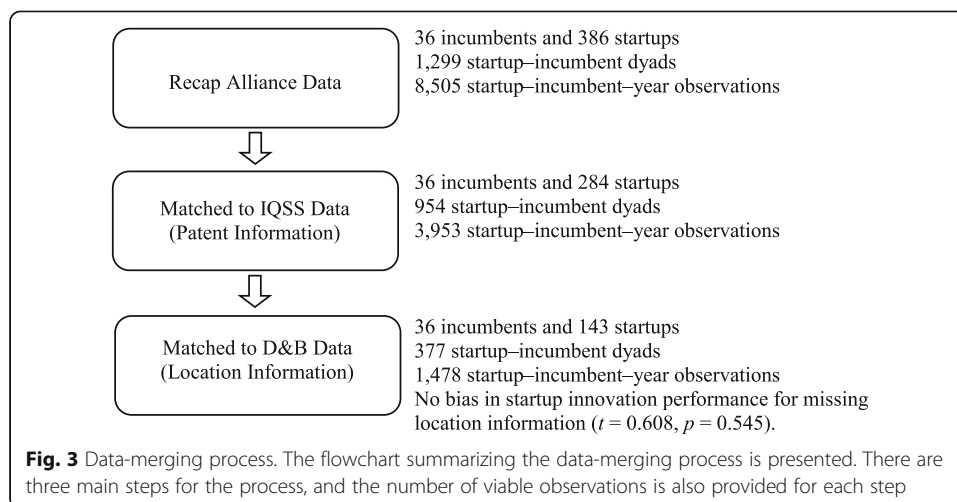 Recap Alliance Data
36 incumbents and 386 startups
1,299 startup–incumbent dyads
8,505 startup–incumbent–year observations
Matched to IQSS Data
(Patent Information)
36 incumbents and 284 startups
954 startup–incumbent dyads
3,953 startup–incumbent–year observations
Matched to D&B Data
(Location Information)
36 incumbents and 143 startups
377 startup–incumbent dyads
1,478 startup–incumbent–year observations
No bias in startup innovation performance for missing
location information (t = 0.608, p = 0.545).
Fig. 3 Data-merging process. The flowchart summarizing the data-merging process is presented. There are
three main steps for the process, and the number of viable observations is also provided for each step